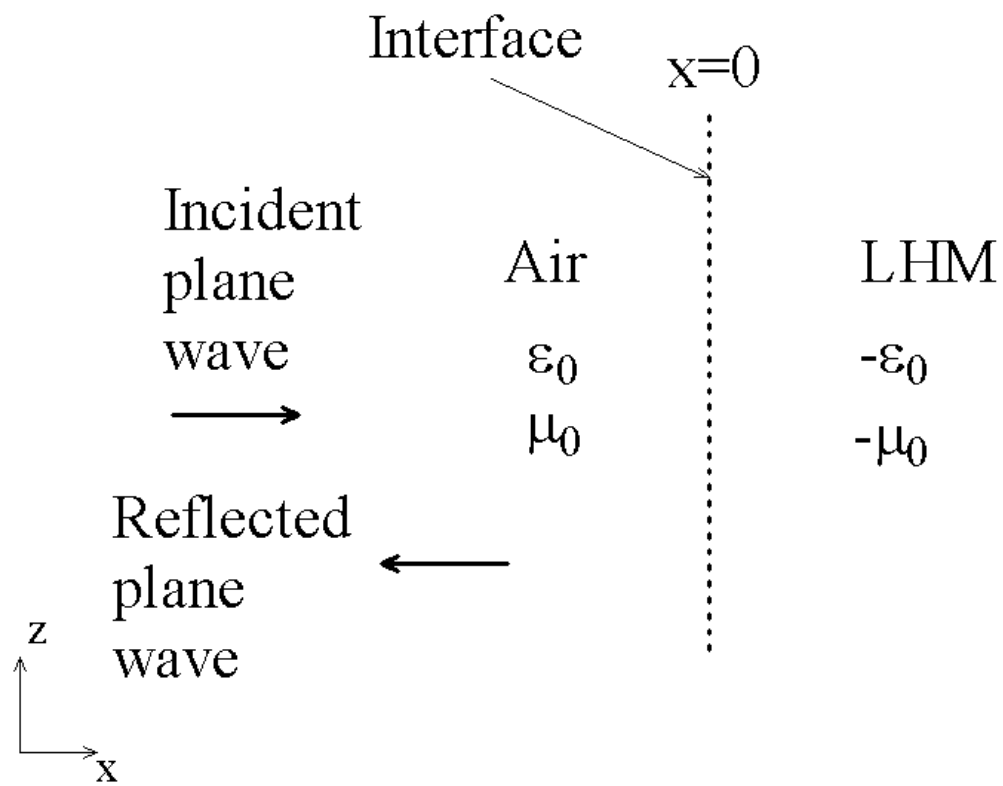 Interface
x=0
Incident
plane
wave
Air
LHM
ε₀
-ε₀
μ₀
-μ₀
Reflected
plane
wave
z
x